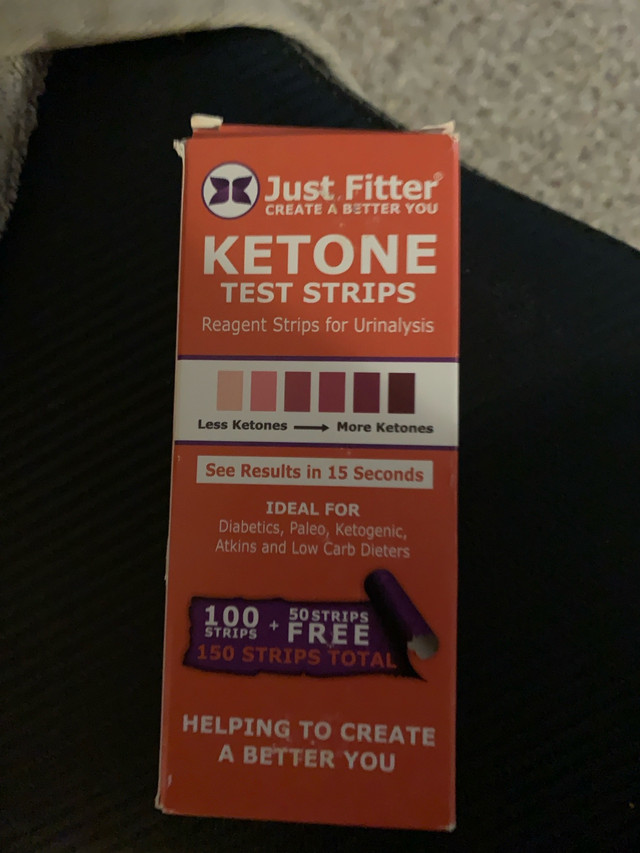 Just Fitter®
CREATE A BETTER YOU
KETONE
TEST STRIPS
Reagent Strips for Urinalysis
Less Ketones → More Ketones
See Results in 15 Seconds
IDEAL FOR
Diabetics, Paleo, Ketogenic,
Atkins and Low Carb Dieters
100 STRIPS + 50 STRIPS FREE
150 STRIPS TOTAL
HELPING TO CREATE
A BETTER YOU